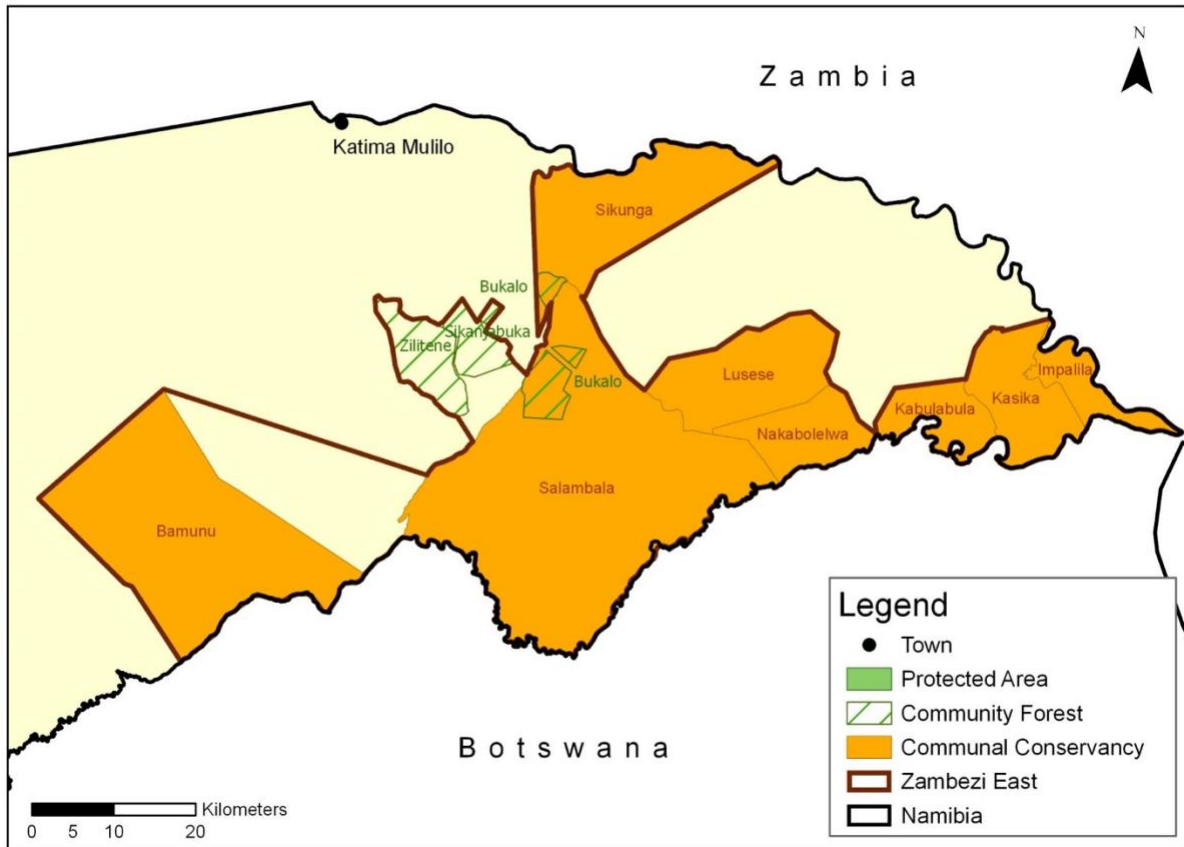 N
Zambia
Katima Mulilo
Sikunga
Bukalo
Sikanyabuka
Zilitene
Bukalo
Lusese
Impalila
Kasika
Kabulabula
Nakabolelwa
Salambala
Bamunu
Botswana
Legend
Town
Protected Area
Community Forest
Communal Conservancy
Zambezi East
Namibia
Kilometers
0 5 10 20